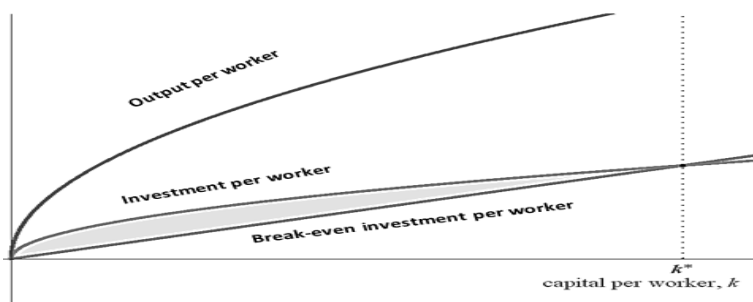 Output per worker
Investment per worker
Break-even investment per worker
k*
capital per worker, k